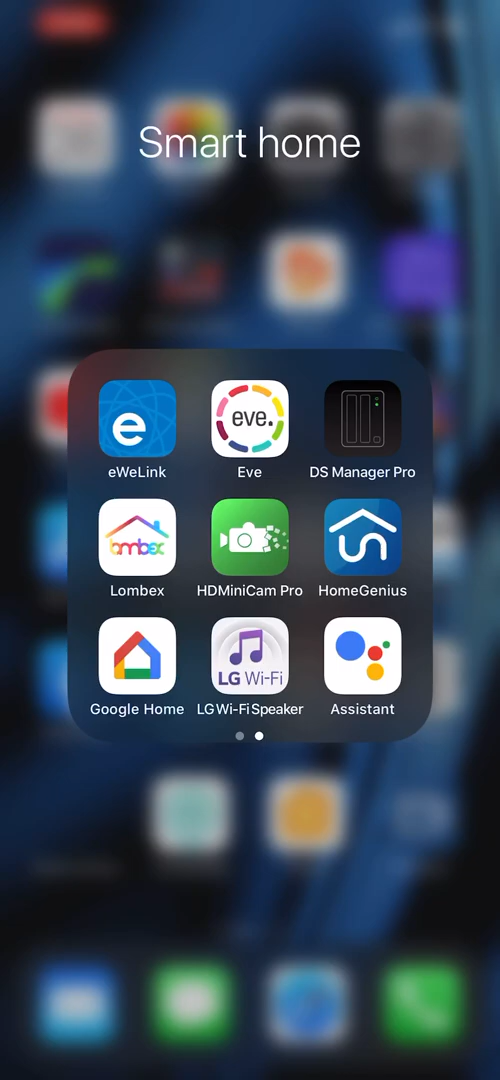 Smart home
e
eve.
eWeLink
Eve
DS Manager Pro
lombex
Lombex
HDMiniCam Pro
HomeGenius
LG Wi-Fi
Google Home
LG Wi-Fi Speaker
Assistant